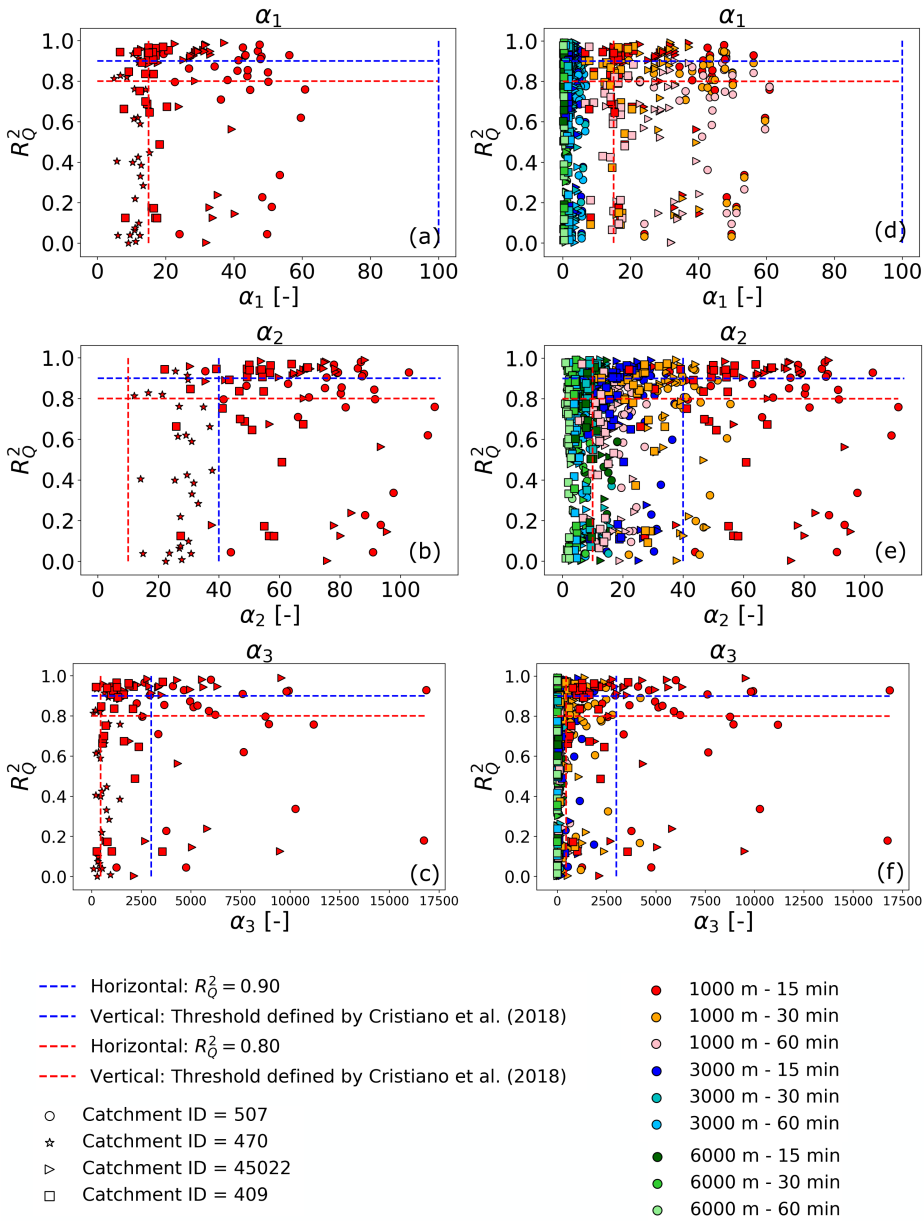 α1
α1
1.0
0.8
0.6
0.4
0.2
0.0
R²Q
(a)
0 20 40 60 80 100
α1 [-]
1.0
0.8
0.6
0.4
0.2
0.0
R²Q
(d)
0 20 40 60 80 100
α1 [-]
α2
α2
1.0
0.8
0.6
0.4
0.2
0.0
R²Q
(b)
0 20 40 60 80 100
α2 [-]
1.0
0.8
0.6
0.4
0.2
0.0
R²Q
(e)
0 20 40 60 80 100
α2 [-]
α3
α3
1.0
0.8
0.6
0.4
0.2
0.0
R²Q
(c)
0 2500 5000 7500 10000 12500 15000 17500
α3 [-]
1.0
0.8
0.6
0.4
0.2
0.0
R²Q
(f)
0 2500 5000 7500 10000 12500 15000 17500
α3 [-]
Horizontal: R²Q = 0.90
Vertical: Threshold defined by Cristiano et al. (2018)
Horizontal: R²Q = 0.80
Vertical: Threshold defined by Cristiano et al. (2018)
Catchment ID = 507
Catchment ID = 470
Catchment ID = 45022
Catchment ID = 409
1000 m - 15 min
1000 m - 30 min
1000 m - 60 min
3000 m - 15 min
3000 m - 30 min
3000 m - 60 min
6000 m - 15 min
6000 m - 30 min
6000 m - 60 min